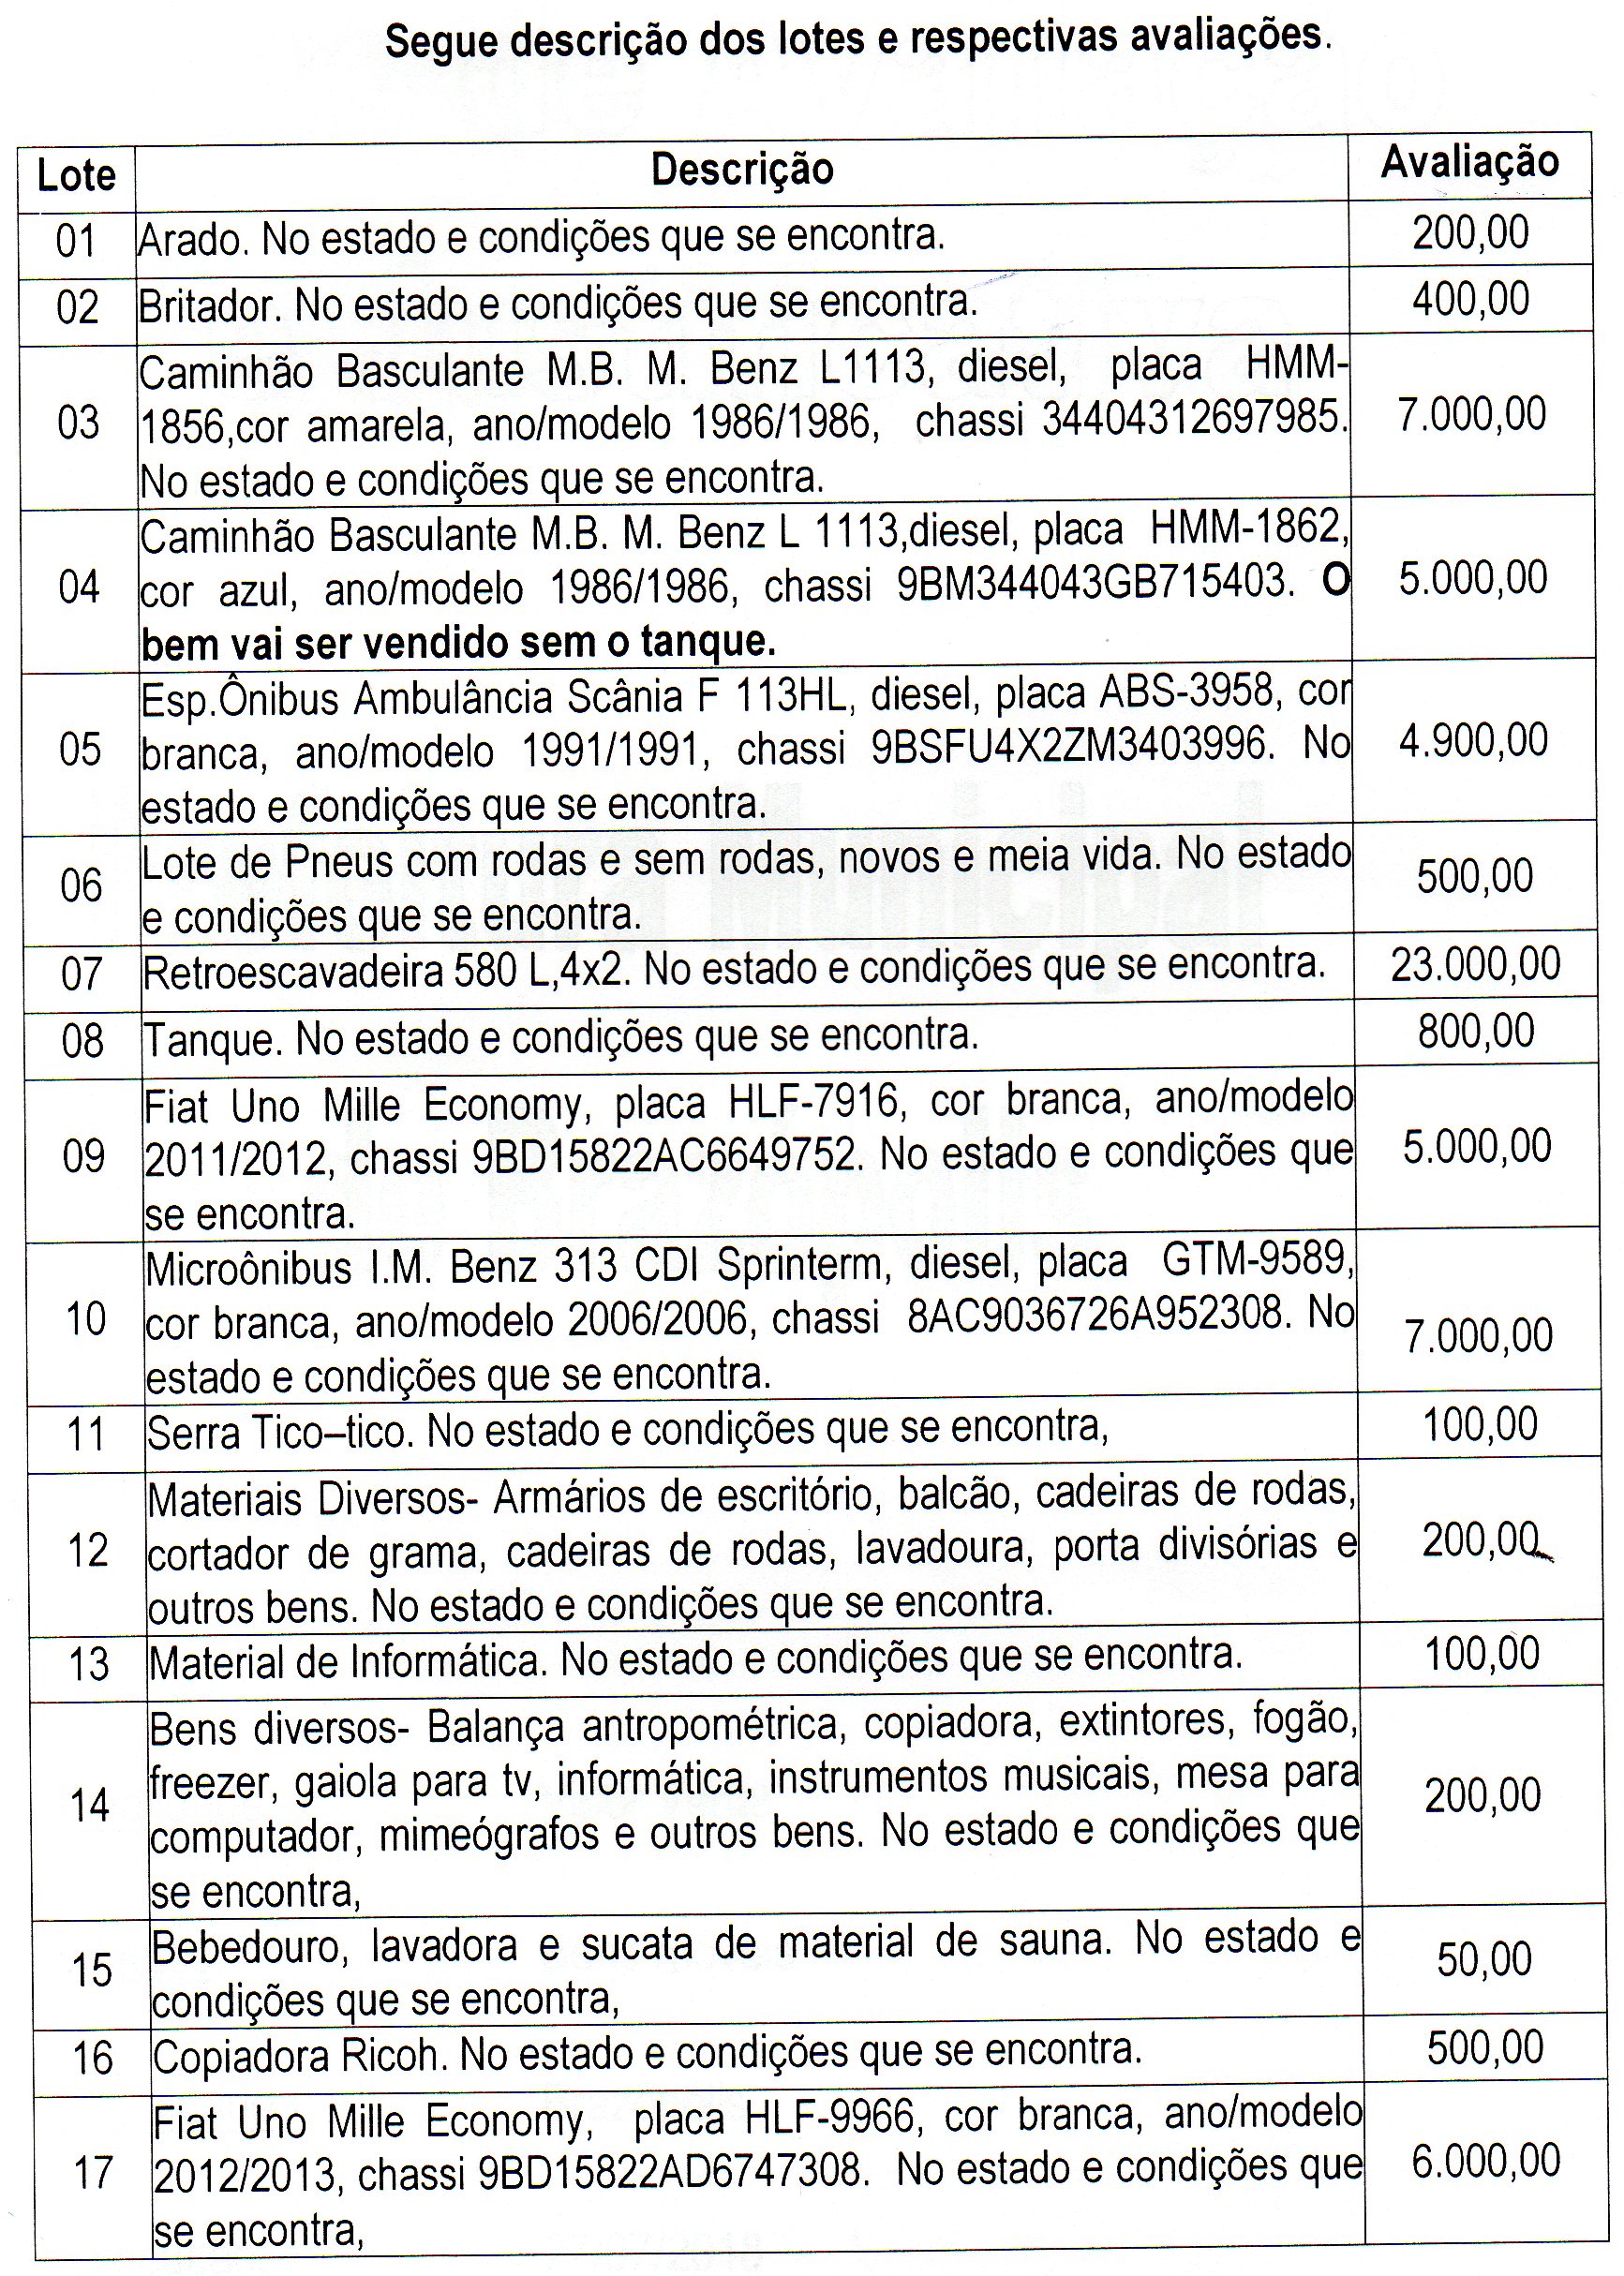 Segue descrição dos lotes e respectivas avaliações.
Lote Descrição Avaliação
01 Arado. No estado e condições que se encontra. 200,00
02 Britador. No estado e condições que se encontra. 400,00
Caminhão Basculante M.B. M. Benz L1113, diesel, placa HMM-
03 1856,cor amarela, ano/modelo 1986/1986, chassi 34404312697985. 7.000,00
No estado e condições que se encontra.
Caminhão Basculante M.B. M. Benz L 1113,diesel, placa HMM-1862,
04 cor azul, ano/modelo 1986/1986, chassi 9BM344043GB715403. O 5.000,00
bem vai ser vendido sem o tanque.
Esp.Ônibus Ambulância Scânia F 113HL, diesel, placa ABS-3958, cor
05 branca, ano/modelo 1991/1991, chassi 9BSFU4X2ZM3403996. No 4.900,00
estado e condições que se encontra.
06 Lote de Pneus com rodas e sem rodas, novos e meia vida. No estado 500,00
e condições que se encontra.
07 Retroescavadeira 580 L,4x2. No estado e condições que se encontra. 23.000,00
08 Tanque. No estado e condições que se encontra. 800,00
Fiat Uno Mille Economy, placa HLF-7916, cor branca, ano/modelo
09 2011/2012, chassi 9BD15822AC6649752. No estado e condições que 5.000,00
se encontra.
Microônibus I.M. Benz 313 CDI Sprinterm, diesel, placa GTM-9589,
10 cor branca, ano/modelo 2006/2006, chassi 8AC9036726A952308. No 7.000,00
estado e condições que se encontra.
11 Serra Tico–tico. No estado e condições que se encontra, 100,00
Materiais Diversos- Armários de escritório, balcão, cadeiras de rodas,
12 cortador de grama, cadeiras de rodas, lavadoura, porta divisórias e 200,00
outros bens. No estado e condições que se encontra.
13 Material de Informática. No estado e condições que se encontra. 100,00
Bens diversos- Balança antropométrica, copiadora, extintores, fogão,
14 freezer, gaiola para tv, informática, instrumentos musicais, mesa para 200,00
computador, mimeógrafos e outros bens. No estado e condições que
se encontra,
15 Bebedouro, lavadora e sucata de material de sauna. No estado e 50,00
condições que se encontra,
16 Copiadora Ricoh. No estado e condições que se encontra. 500,00
Fiat Uno Mille Economy, placa HLF-9966, cor branca, ano/modelo
17 2012/2013, chassi 9BD15822AD6747308. No estado e condições que 6.000,00
se encontra,